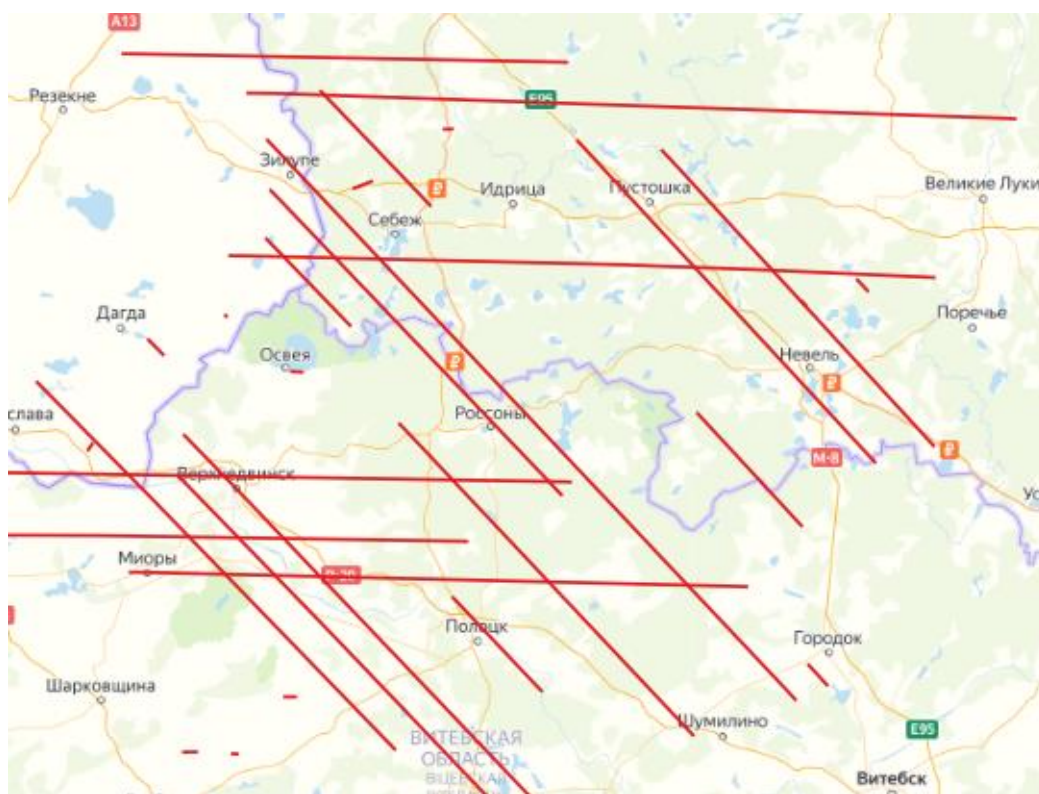 A13
Резекне
E95
Зилупе
₽
Идрица
Пустошка
Великие Луки
Себеж
Дагда
Поречье
Освея
Невель
₽
₽
слава
Россоны
М-8
₽
Верхнедвинск
Ус
Миоры
Полоцк
Городок
Шарковщина
Шумилино
E95
ВИТЕБСКАЯ
ОБЛАСТЬ
Витебск